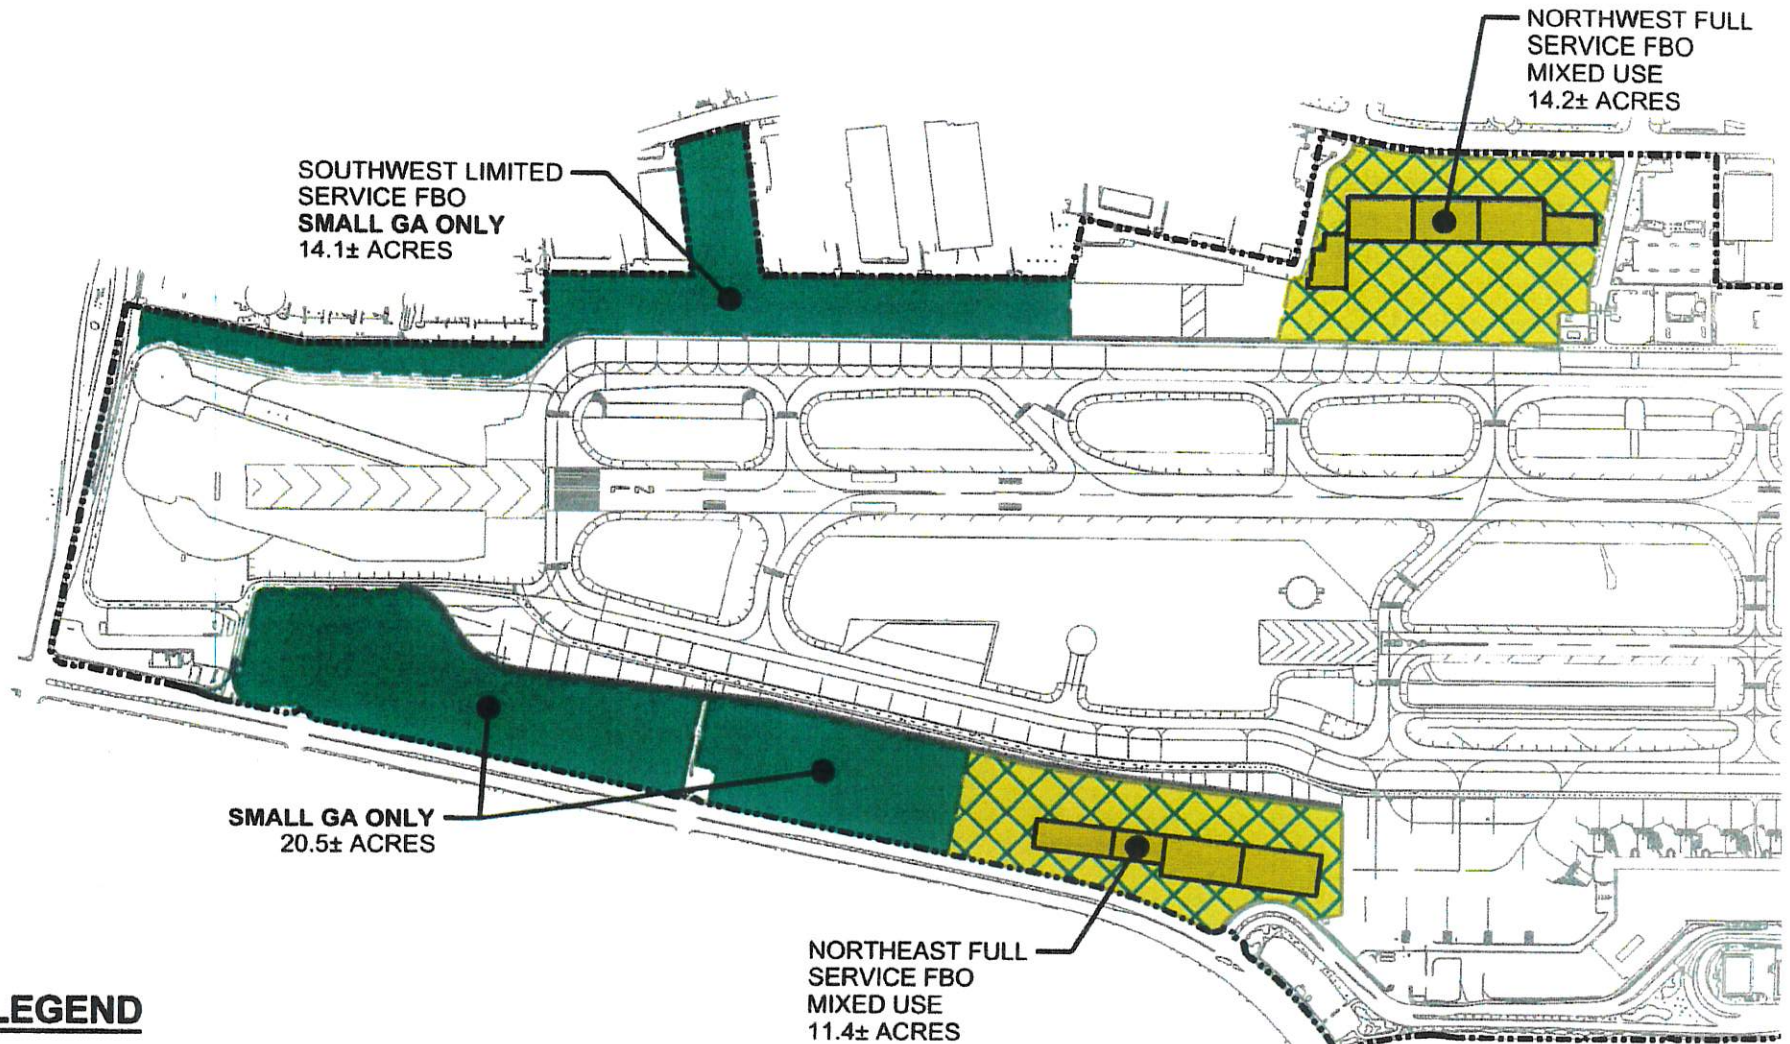 NORTHWEST FULL
SERVICE FBO
MIXED USE
14.2± ACRES
SOUTHWEST LIMITED
SERVICE FBO
SMALL GA ONLY
14.1± ACRES
SMALL GA ONLY
20.5± ACRES
NORTHEAST FULL
SERVICE FBO
MIXED USE
11.4± ACRES
LEGEND